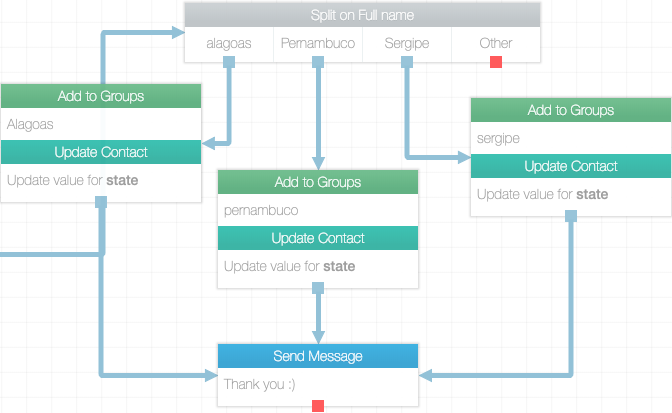 Split on Full name
alagoas Pernambuco Sergipe Other
Add to Groups
Alagoas
Update Contact
Update value for state
Add to Groups
pernambuco
Update Contact
Update value for state
Add to Groups
sergipe
Update Contact
Update value for state
Send Message
Thank you :)